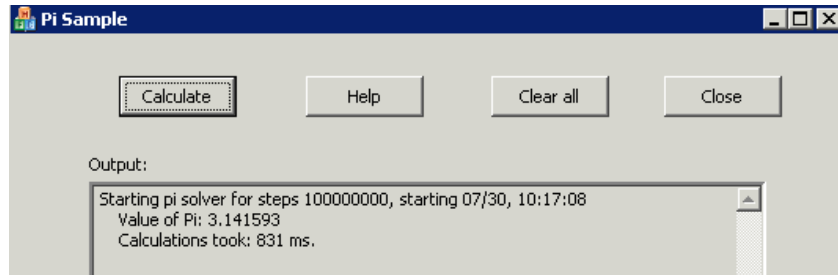 Pi Sample
Calculate Help Clear all Close
Output:
Starting pi solver for steps 100000000, starting 07/30, 10:17:08
Value of Pi: 3.141593
Calculations took: 831 ms.